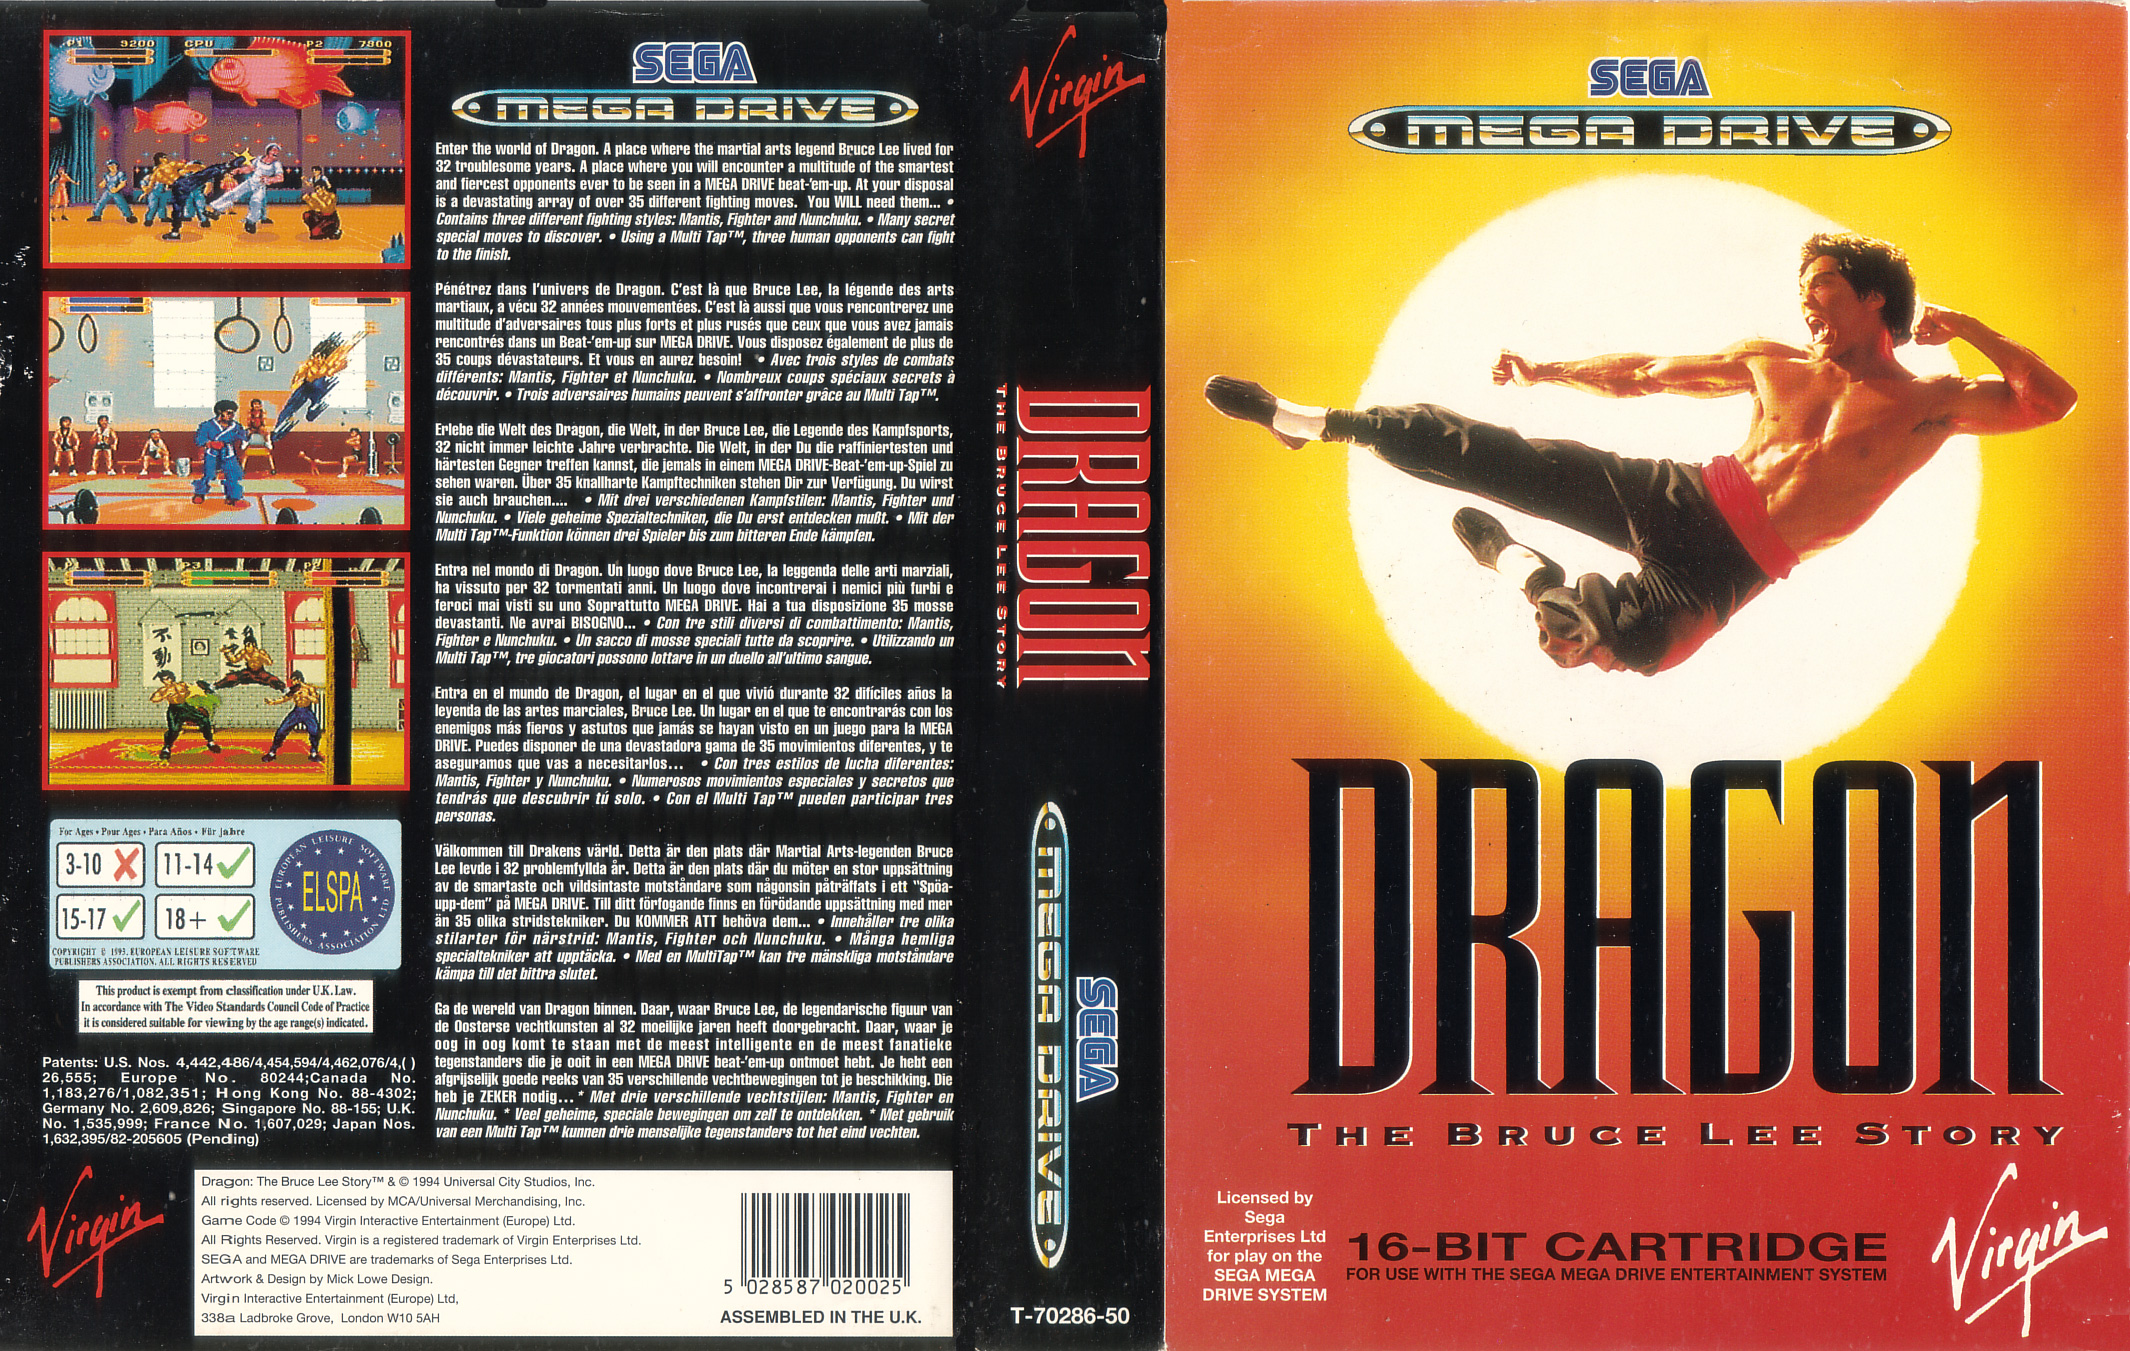 P1 9200 CPU P2 7800
P3
不
動
SEGA
MEGA DRIVE
Enter the world of Dragon. A place where the martial arts legend Bruce Lee lived for
32 troublesome years. A place where you will encounter a multitude of the smartest
and fiercest opponents ever to be seen in a MEGA DRIVE beat-'em-up. At your disposal
is a devastating array of over 35 different fighting moves. You WILL need them... •
Contains three different fighting styles: Mantis, Fighter and Nunchuku. • Many secret
special moves to discover. • Using a Multi Tap™, three human opponents can fight
to the finish.
Pénétrez dans l'univers de Dragon. C'est là que Bruce Lee, la légende des arts
martiaux, a vécu 32 années mouvementées. C'est là aussi que vous rencontrerez une
multitude d'adversaires tous plus forts et plus rusés que ceux que vous avez jamais
rencontrés dans un Beat-'em-up sur MEGA DRIVE. Vous disposez également de plus de
35 coups dévastateurs. Et vous en aurez besoin! • Avec trois styles de combats
différents: Mantis, Fighter et Nunchuku. • Nombreux coups spéciaux secrets à
découvrir. • Trois adversaires humains peuvent s'affronter grâce au Multi Tap™.
Erlebe die Welt des Dragon, die Welt, in der Bruce Lee, die Legende des Kampfsports,
32 nicht immer leichte Jahre verbrachte. Die Welt, in der Du die raffiniertesten und
härtesten Gegner treffen kannst, die jemals in einem MEGA DRIVE-Beat-'em-up-Spiel zu
sehen waren. Über 35 knallharte Kampftechniken stehen Dir zur Verfügung. Du wirst
sie auch brauchen.... • Mit drei verschiedenen Kampfstilen: Mantis, Fighter und
Nunchuku. • Viele geheime Spezialtechniken, die Du erst entdecken mußt. • Mit der
Multi Tap™-Funktion können drei Spieler bis zum bitteren Ende kämpfen.
Entra nel mondo di Dragon. Un luogo dove Bruce Lee, la leggenda delle arti marziali,
ha vissuto per 32 tormentati anni. Un luogo dove incontrerai i nemici più furbi e
feroci mai visti su uno Soprattutto MEGA DRIVE. Hai a tua disposizione 35 mosse
devastanti. Ne avrai BISOGNO... • Con tre stili diversi di combattimento: Mantis,
Fighter e Nunchuku. • Un sacco di mosse speciali tutte da scoprire. • Utilizzando un
Multi Tap™, tre giocatori possono lottare in un duello all'ultimo sangue.
Entra en el mundo de Dragon, el lugar en el que vivió durante 32 difíciles años la
leyenda de las artes marciales, Bruce Lee. Un lugar en el que te encontrarás con los
enemigos más fieros y astutos que jamás se hayan visto en un juego para la MEGA
DRIVE. Puedes disponer de una devastadora gama de 35 movimientos diferentes, y te
aseguramos que vas a necesitarlos... • Con tres estilos de lucha diferentes:
Mantis, Fighter y Nunchuku. • Numerosos movimientos especiales y secretos que
tendrás que descubrir tú solo. • Con el Multi Tap™ pueden participar tres
personas.
Välkommen till Drakens värld. Detta är den plats där Martial Arts-legenden Bruce
Lee levde i 32 problemfyllda år. Detta är den plats där du möter en stor uppsättning
av de smartaste och vildsintaste motståndare som någonsin påträffats i ett "Spöa-
upp-dem" på MEGA DRIVE. Till ditt förfogande finns en förödande uppsättning med mer
än 35 olika stridstekniker. Du KOMMER ATT behöva dem... • Innehåller tre olika
stilarter för närstrid: Mantis, Fighter och Nunchuku. • Många hemliga
specialtekniker att upptäcka. • Med en MultiTap™ kan tre mänskliga motståndare
kämpa till det bittra slutet.
Ga de wereld van Dragon binnen. Daar, waar Bruce Lee, de legendarische figuur van
de Oosterse vechtkunsten al 32 moeilijke jaren heeft doorgebracht. Daar, waar je
oog in oog komt te staan met de meest intelligente en de meest fanatieke
tegenstanders die je ooit in een MEGA DRIVE beat-'em-up ontmoet hebt. Je hebt een
afgrijselijk goede reeks van 35 verschillende vechtbewegingen tot je beschikking. Die
heb je ZEKER nodig... * Met drie verschillende vechtstijlen: Mantis, Fighter en
Nunchuku. * Veel geheime, speciale bewegingen om zelf te ontdekken. * Met gebruik
van een Multi Tap™ kunnen drie menselijke tegenstanders tot het eind vechten.
For Ages • Pour Ages • Para Años • Für jahre
3-10 11-14
15-17 18+
EUROPEAN LEISURE SOFTWARE PUBLISHERS ASSOCIATION LTD
ELSPA
COPYRIGHT © 1993. EUROPEAN LEISURE SOFTWARE
PUBLISHERS ASSOCIATION. ALL RIGHTS RESERVED
This product is exempt from classification under U.K. Law.
In accordance with The Video Standards Council Code of Practice
it is considered suitable for viewing by the age range(s) indicated.
Patents: U.S. Nos. 4,442,486/4,454,594/4,462,076/4,( )
26,555; Europe No. 80244;Canada No.
1,183,276/1,082,351; Hong Kong No. 88-4302;
Germany No. 2,609,826; Singapore No. 88-155; U.K.
No. 1,535,999; France No. 1,607,029; Japan Nos.
1,632,395/82-205605 (Pending)
Virgin
Dragon: The Bruce Lee Story™ & © 1994 Universal City Studios, Inc.
All rights reserved. Licensed by MCA/Universal Merchandising, Inc.
Game Code © 1994 Virgin Interactive Entertainment (Europe) Ltd.
All Rights Reserved. Virgin is a registered trademark of Virgin Enterprises Ltd.
SEGA and MEGA DRIVE are trademarks of Sega Enterprises Ltd.
Artwork & Design by Mick Lowe Design.
Virgin Interactive Entertainment (Europe) Ltd,
338a Ladbroke Grove, London W10 5AH
5 028587 020025
ASSEMBLED IN THE U.K.
Virgin
DRAGON
THE BRUCE LEE STORY
MEGA DRIVE
SEGA
T-70286-50
SEGA
MEGA DRIVE
DRAGON
THE BRUCE LEE STORY
Licensed by
Sega
Enterprises Ltd
for play on the
SEGA MEGA
DRIVE SYSTEM
16-BIT CARTRIDGE
FOR USE WITH THE SEGA MEGA DRIVE ENTERTAINMENT SYSTEM
Virgin